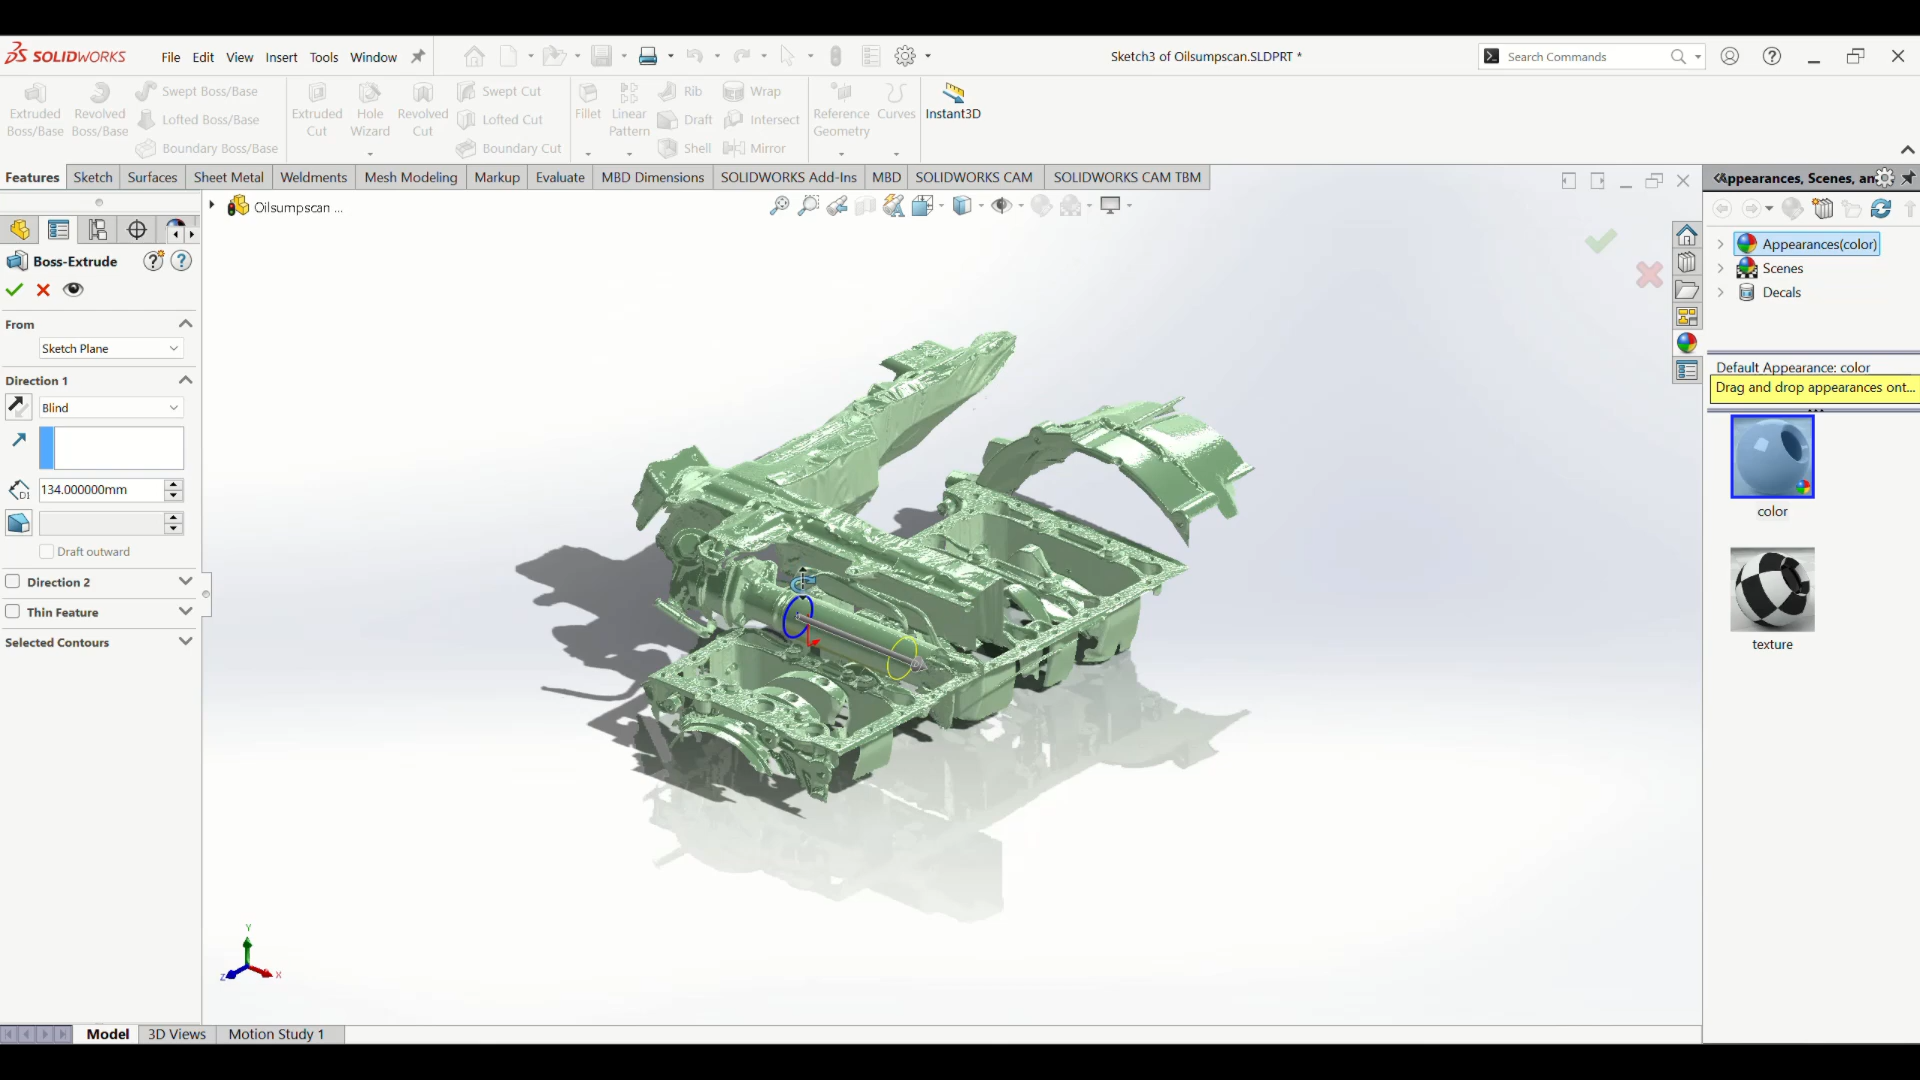 SOLIDWORKS
File Edit View Insert Tools Window
Sketch3 of Oilsumpscan.SLDPRT *
Search Commands
Extruded Boss/Base
Revolved Boss/Base
Swept Boss/Base
Lofted Boss/Base
Boundary Boss/Base
Extruded Cut
Hole Wizard
Revolved Cut
Swept Cut
Lofted Cut
Boundary Cut
Fillet
Linear Pattern
Rib
Draft
Shell
Wrap
Intersect
Mirror
Reference Geometry
Curves
Instant3D
Features Sketch Surfaces Sheet Metal Weldments Mesh Modeling Markup Evaluate MBD Dimensions SOLIDWORKS Add-Ins MBD SOLIDWORKS CAM SOLIDWORKS CAM TBM
Oilsumpscan ...
Boss-Extrude
From
Sketch Plane
Direction 1
Blind
D1
134.000000mm
Draft outward
Direction 2
Thin Feature
Selected Contours
Y
Z
X
Model 3D Views Motion Study 1
Appearances, Scenes, an
Appearances(color)
Scenes
Decals
Default Appearance: color
Drag and drop appearances ont...
color
texture